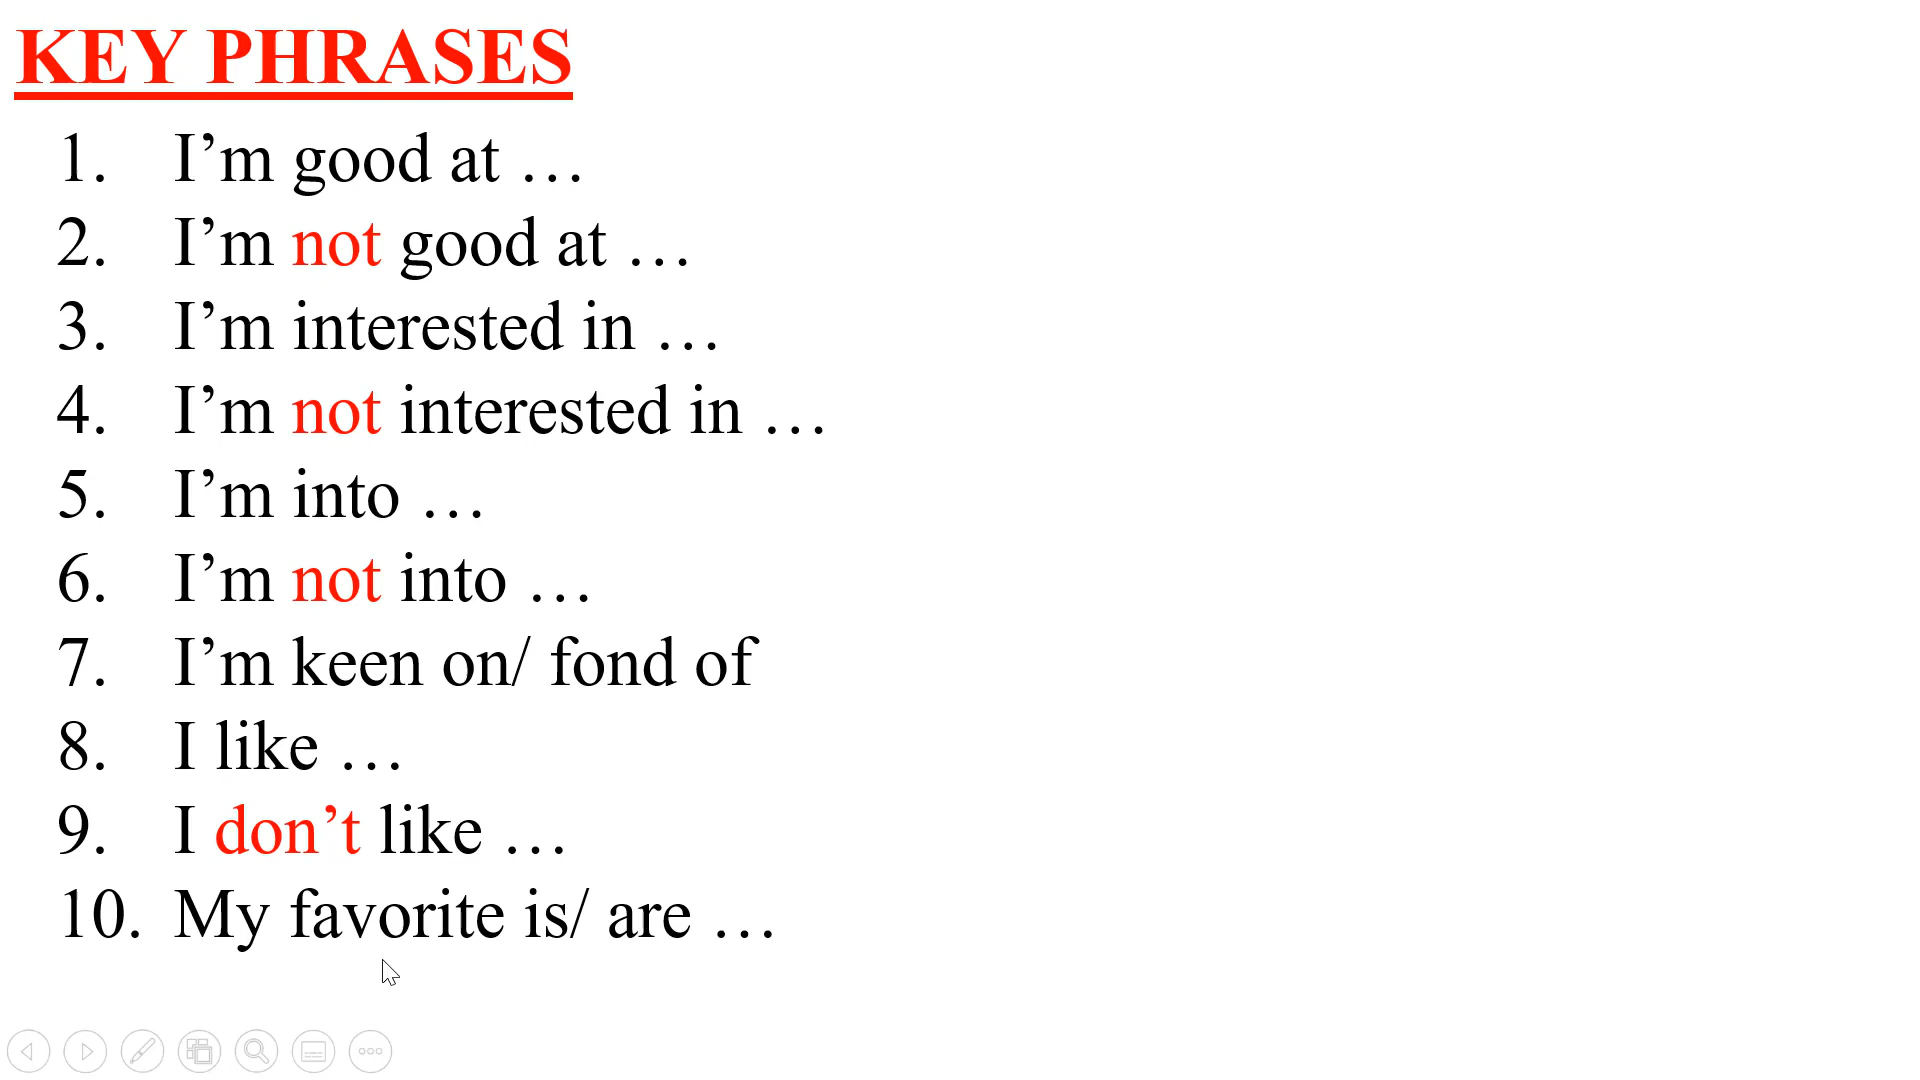 KEY PHRASES
1. I’m good at …
2. I’m not good at …
3. I’m interested in …
4. I’m not interested in …
5. I’m into …
6. I’m not into …
7. I’m keen on/ fond of
8. I like …
9. I don’t like …
10. My favorite is/ are …